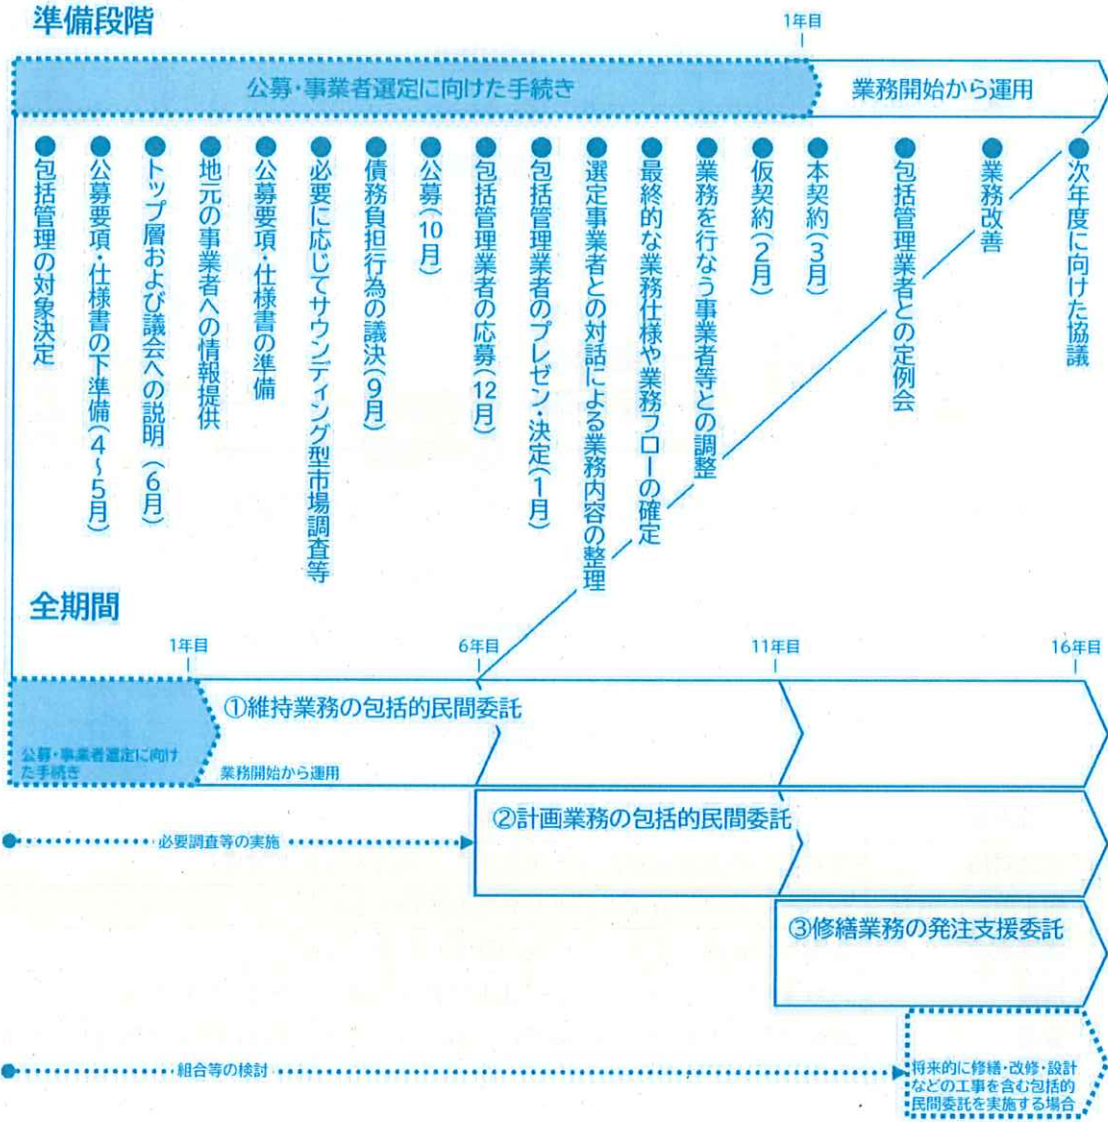 準備段階
1年目
公募・事業者選定に向けた手続き
業務開始から運用
包括管理の対象決定
公募要項・仕様書の下準備(4〜5月)
トップ層および議会への説明(6月)
地元の事業者への情報提供
公募要項・仕様書の準備
必要に応じてサウンディング型市場調査等
債務負担行為の議決(9月)
公募(10月)
包括管理業者の応募(12月)
包括管理業者のプレゼン・決定(1月)
選定事業者との対話による業務内容の整理
最終的な業務仕様や業務フローの確定
業務を行なう事業者等との調整
仮契約(2月)
本契約(3月)
包括管理業者との定例会
業務改善
次年度に向けた協議
全期間
1年目
6年目
11年目
16年目
①維持業務の包括的民間委託
公募・事業者選定に向け
た手続き
業務開始から運用
②計画業務の包括的民間委託
必要調査等の実施
③修繕業務の発注支援委託
組合等の検討
将来的に修繕・改修・設計
などの工事を含む包括的
民間委託を実施する場合